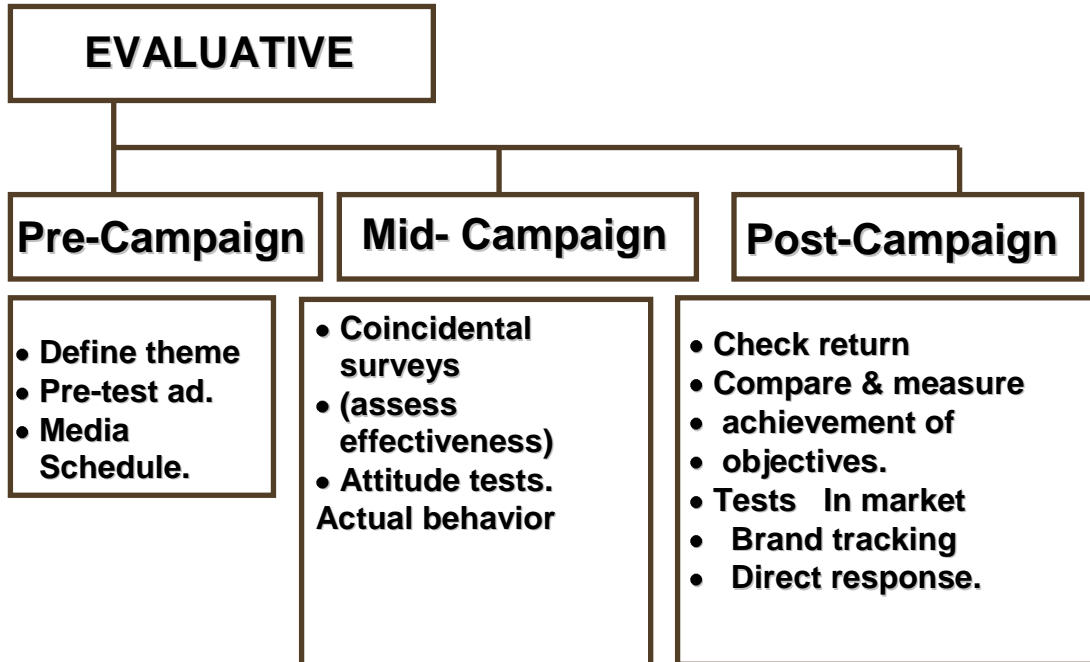 EVALUATIVE
Pre-Campaign
Mid- Campaign
Post-Campaign
• Define theme
• Pre-test ad.
• Media
Schedule.
• Coincidental
surveys
• (assess
effectiveness)
• Attitude tests.
Actual behavior
• Check return
• Compare & measure
• achievement of
• objectives.
• Tests In market
• Brand tracking
• Direct response.